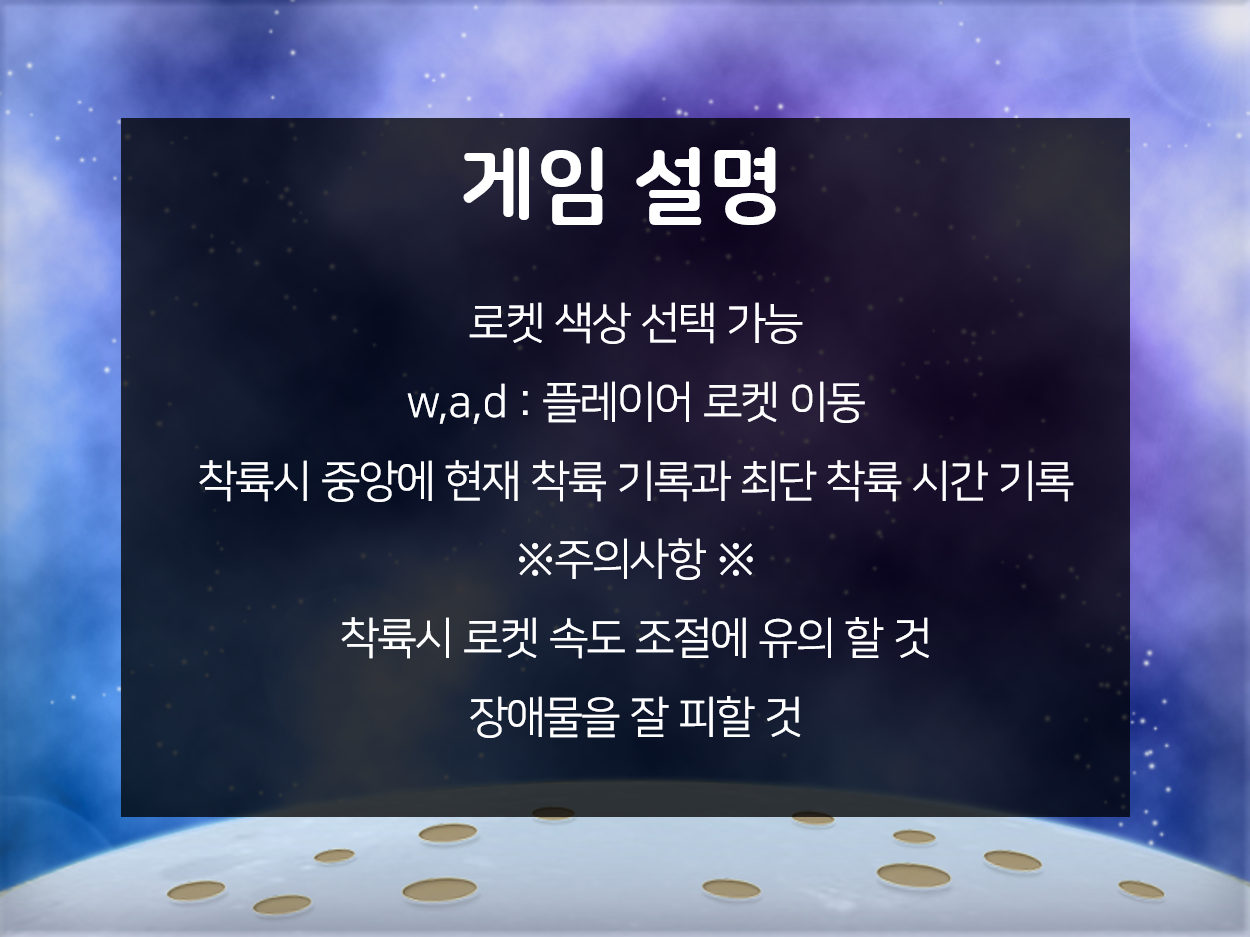 게임 설명
로켓 색상 선택 가능
w,a,d : 플레이어 로켓 이동
착륙시 중앙에 현재 착륙 기록과 최단 착륙 시간 기록
※주의사항 ※
착륙시 로켓 속도 조절에 유의 할 것
장애물을 잘 피할 것